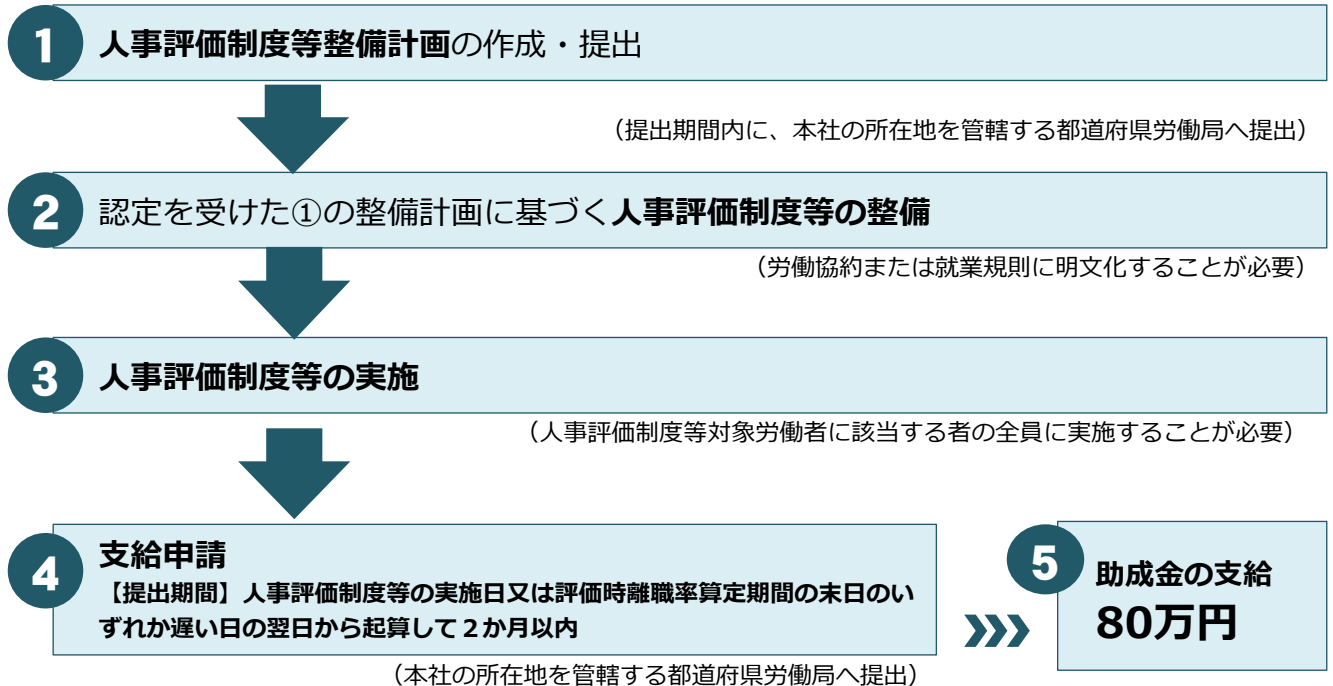 1 人事評価制度等整備計画の作成・提出
（提出期間内に、本社の所在地を管轄する都道府県労働局へ提出）
2 認定を受けた①の整備計画に基づく人事評価制度等の整備
（労働協約または就業規則に明文化することが必要）
3 人事評価制度等の実施
（人事評価制度等対象労働者に該当する者の全員に実施することが必要）
4 支給申請
【提出期間】人事評価制度等の実施日又は評価時離職率算定期間の末日のい
ずれか遅い日の翌日から起算して２か月以内
（本社の所在地を管轄する都道府県労働局へ提出）
5 助成金の支給
80万円